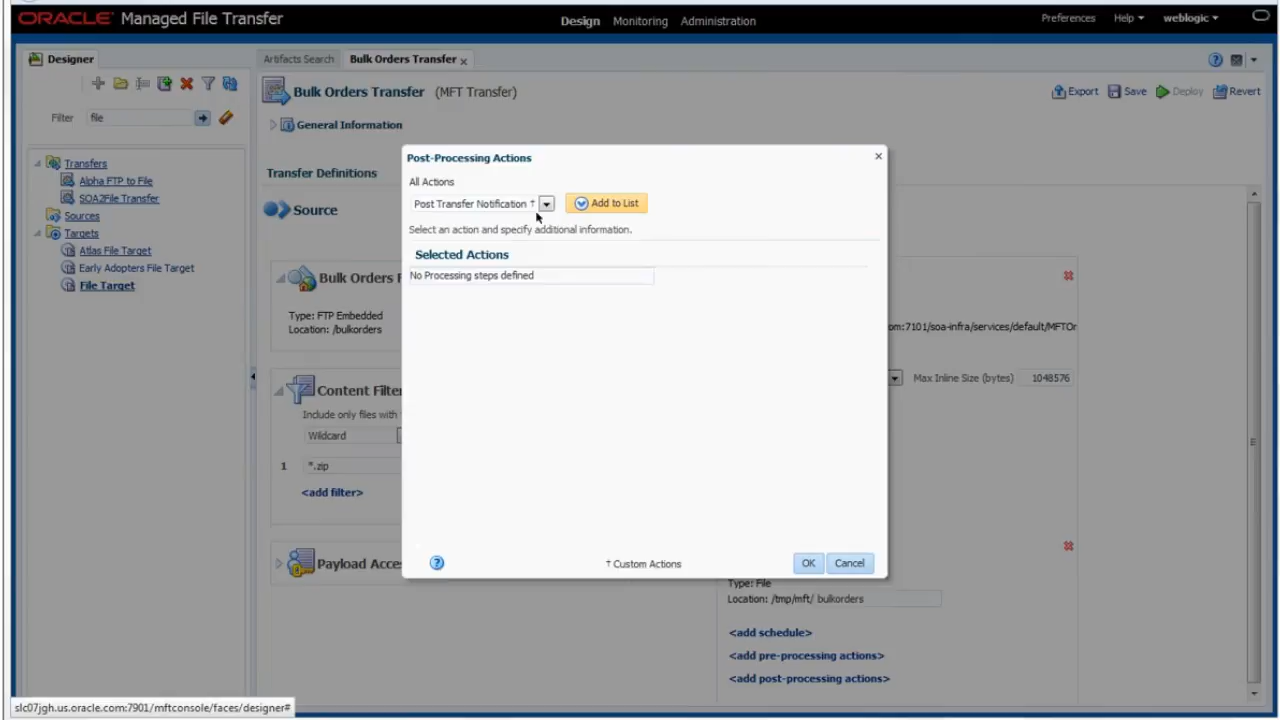 ORACLE Managed File Transfer
Design Monitoring Administration
Preferences Help weblogic
Designer
Artifacts Search Bulk Orders Transfer
Bulk Orders Transfer (MFT Transfer)
Export Save Deploy Revert
Filter file
General Information
Transfers
Alpha FTP to File
SOA2File Transfer
Sources
Targets
Atlas File Target
Early Adopters File Target
File Target
Transfer Definitions
Source
Bulk Orders F
Type: FTP Embedded
Location: /bulkorders
Content Filte
Include only files with
Wildcard
1 *.zip
<add filter>
Payload Acce
Post-Processing Actions
All Actions
Post Transfer Notification † Add to List
Select an action and specify additional information.
Selected Actions
No Processing steps defined
† Custom Actions
OK Cancel
om:7101/soa-infra/services/default/MFTOr
Max Inline Size (bytes) 1048576
Type: File
Location: /tmp/mft/ bulkorders
<add schedule>
<add pre-processing actions>
<add post-processing actions>
slc07jgh.us.oracle.com:7901/mftconsole/faces/designer#